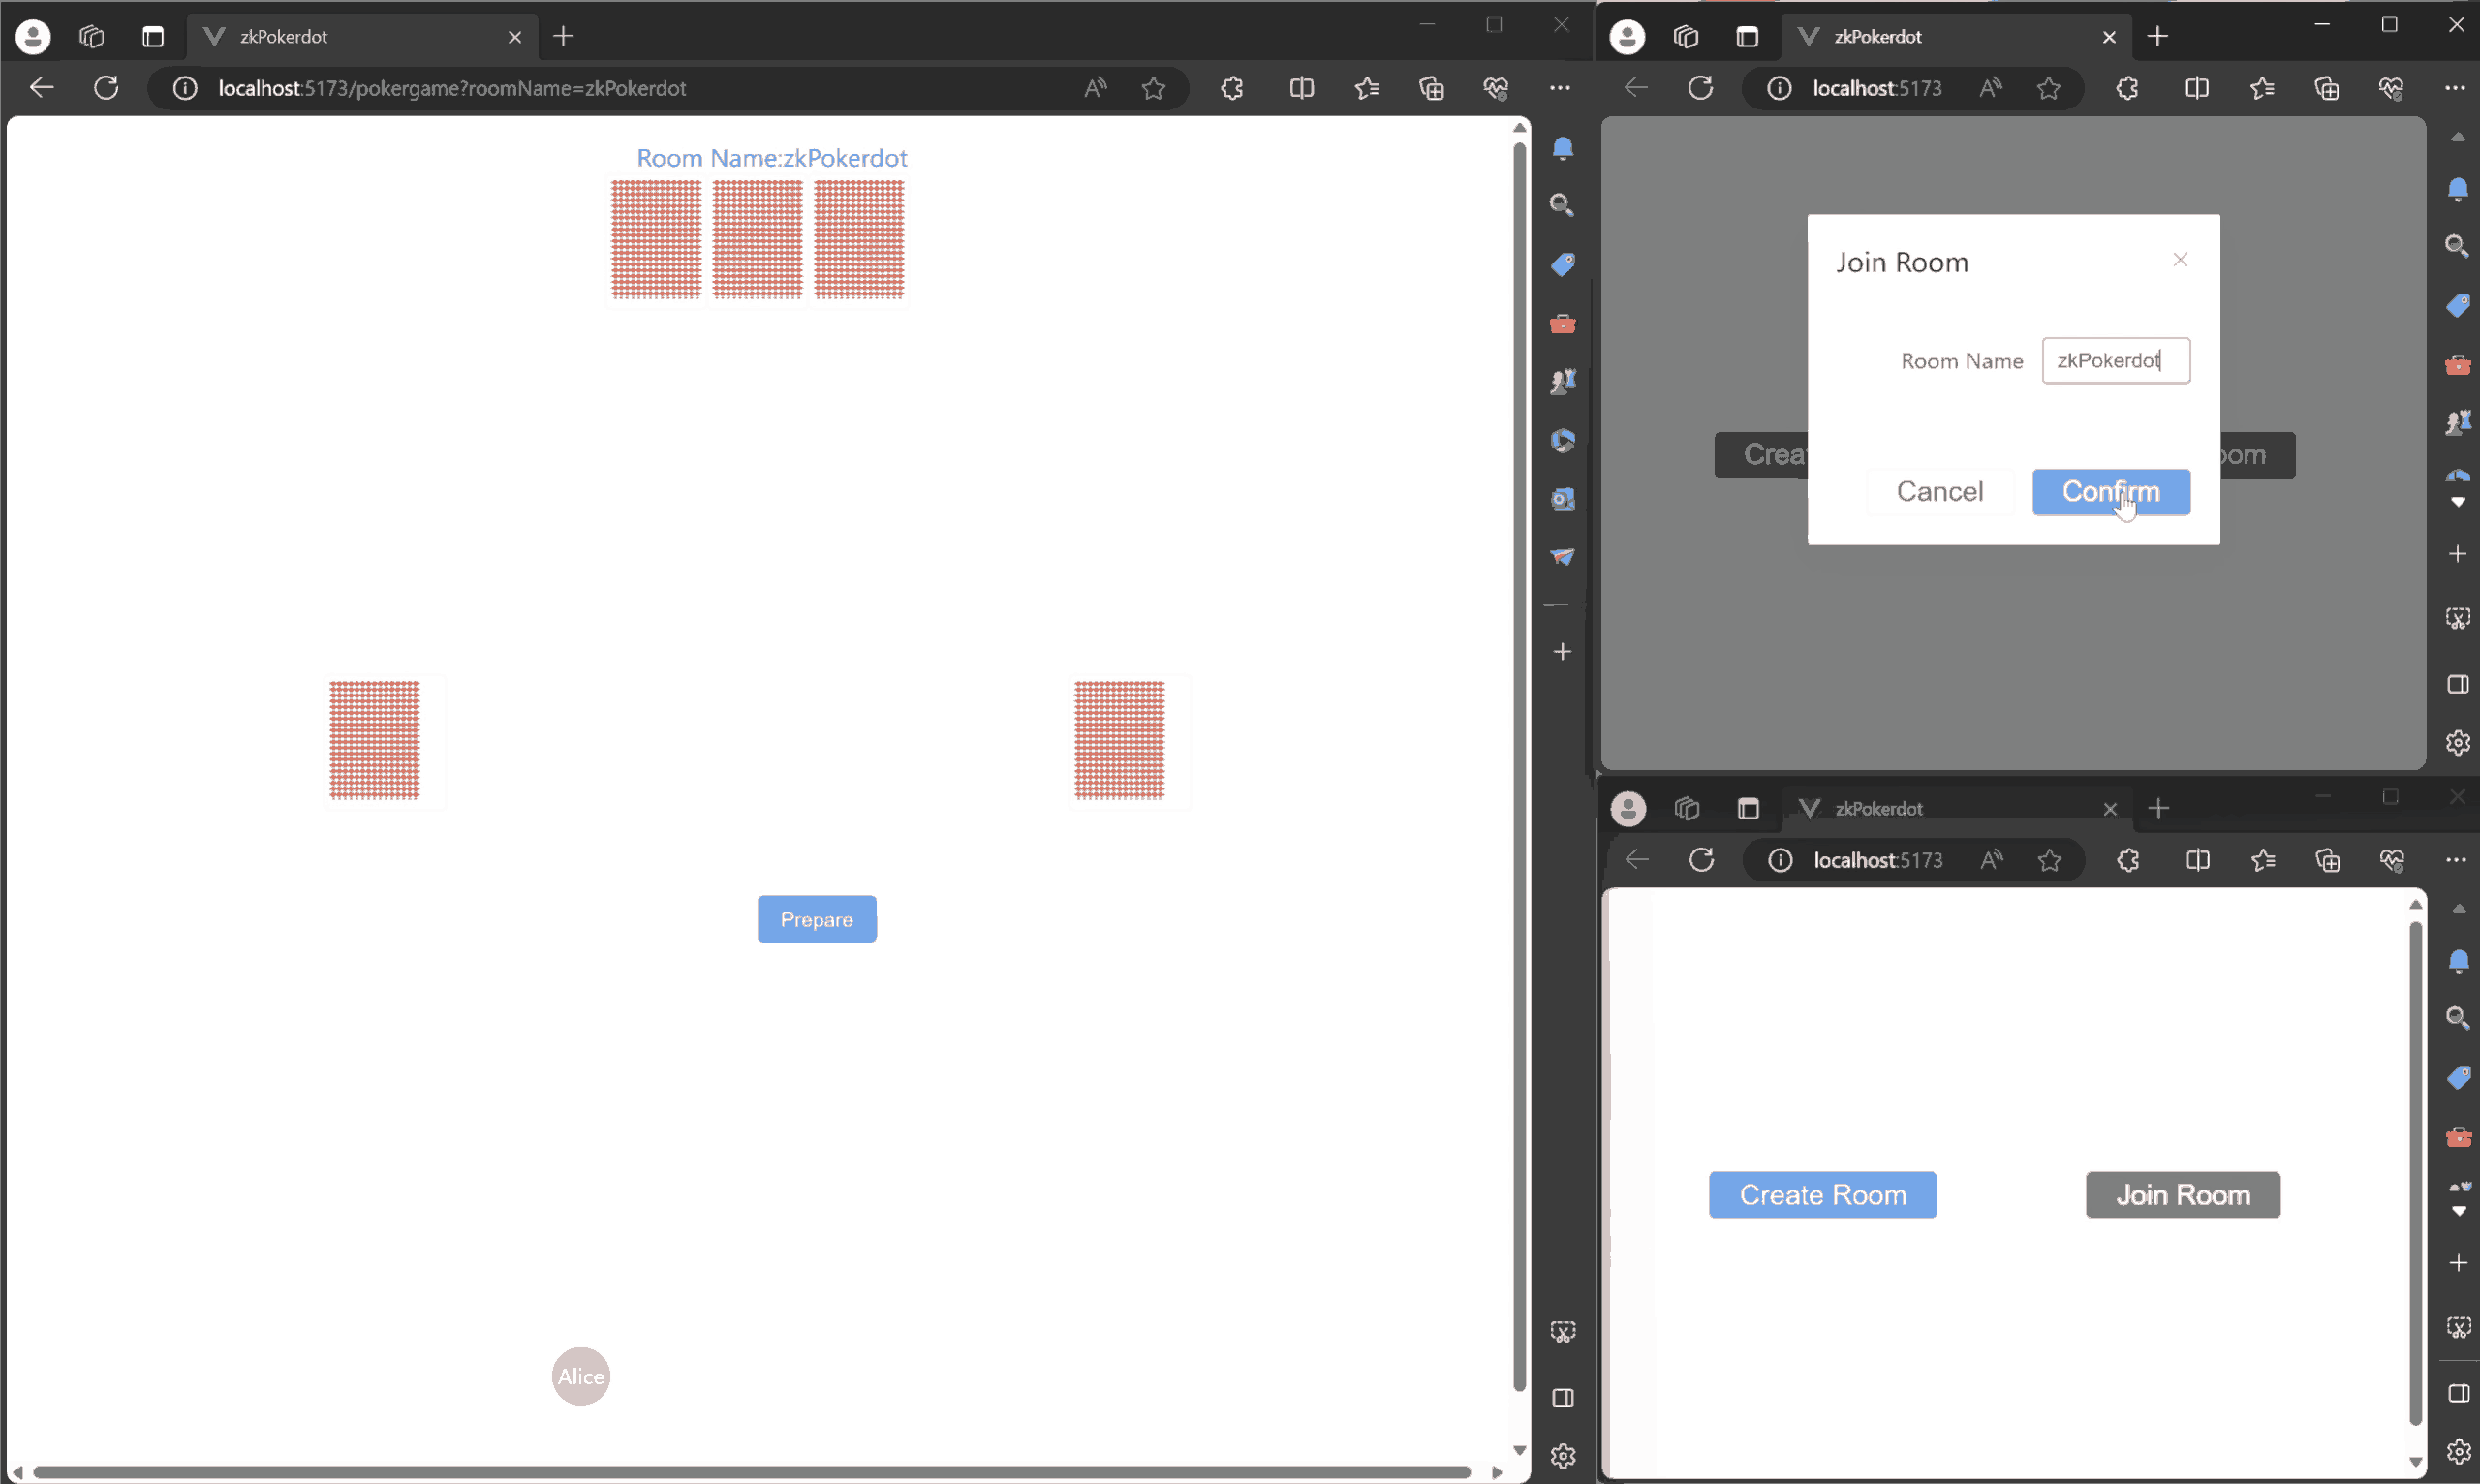 zkPokerdot
localhost:5173/pokergame?roomName=zkPokerdot
Room Name:zkPokerdot
Prepare
Alice
zkPokerdot
localhost:5173
Join Room
Room Name
zkPokerdot
Crea
oom
Cancel
Confirm
zkPokerdot
localhost:5173
Create Room
Join Room